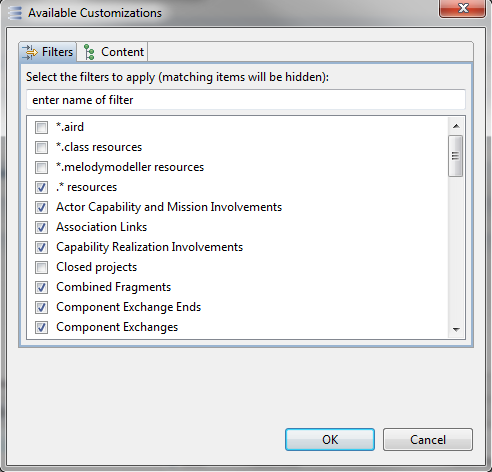 Available Customizations
Filters Content
Select the filters to apply (matching items will be hidden):
enter name of filter
*.aird
*.class resources
*.melodymodeller resources
.* resources
Actor Capability and Mission Involvements
Association Links
Capability Realization Involvements
Closed projects
Combined Fragments
Component Exchange Ends
Component Exchanges
OK Cancel